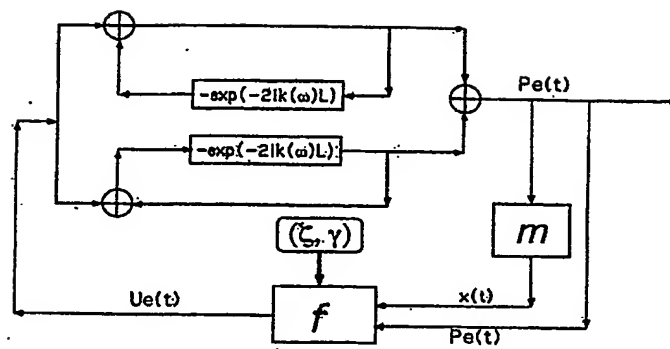 -exp(-2ik(ω)L)
Pe(t)
-exp(-2ik(ω)L)
m
(ζ, γ)
x(t)
Ue(t)
f
Pe(t)